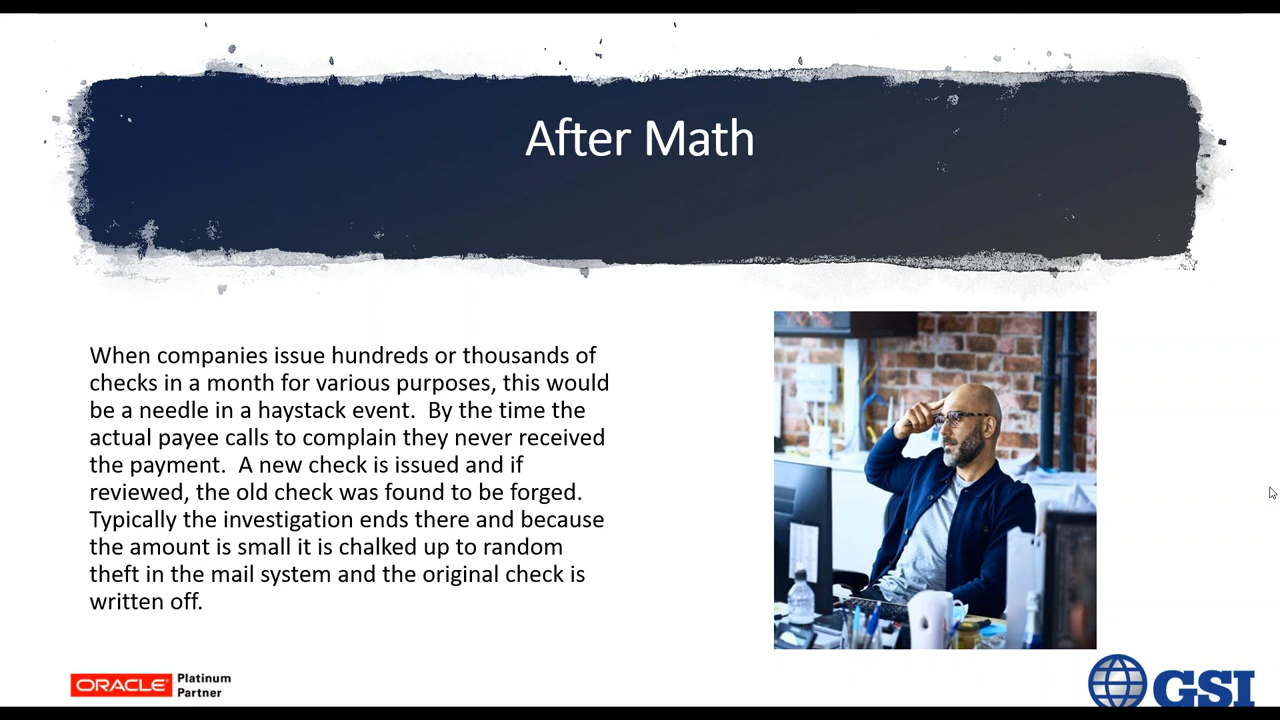 After Math
When companies issue hundreds or thousands of
checks in a month for various purposes, this would
be a needle in a haystack event.  By the time the
actual payee calls to complain they never received
the payment.  A new check is issued and if
reviewed, the old check was found to be forged.
Typically the investigation ends there and because
the amount is small it is chalked up to random
theft in the mail system and the original check is
written off.
ORACLE
Platinum
Partner
GSI